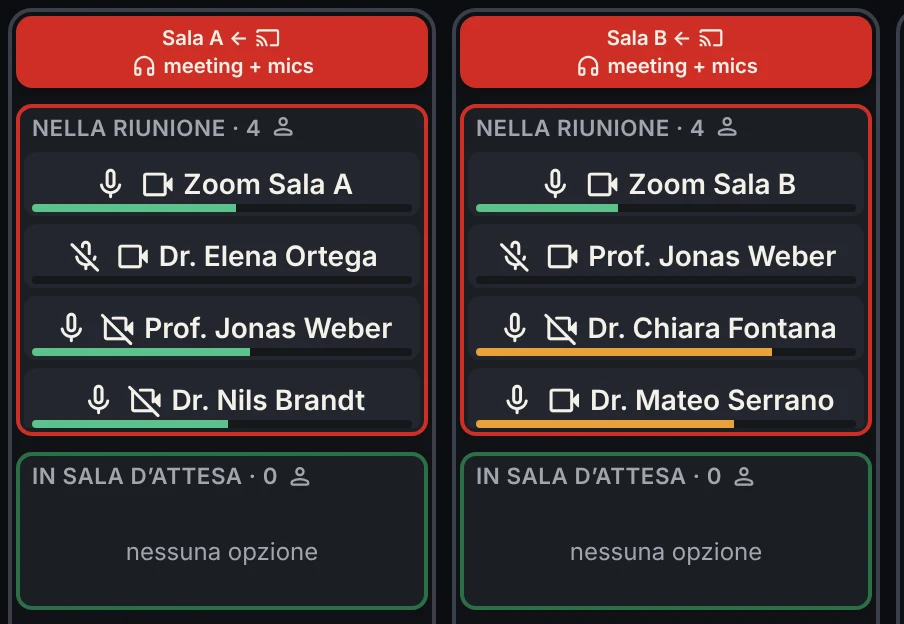 Sala A ←
meeting + mics
NELLA RIUNIONE · 4
Zoom Sala A
Dr. Elena Ortega
Prof. Jonas Weber
Dr. Nils Brandt
IN SALA D’ATTESA · 0
nessuna opzione
Sala B ←
meeting + mics
NELLA RIUNIONE · 4
Zoom Sala B
Prof. Jonas Weber
Dr. Chiara Fontana
Dr. Mateo Serrano
IN SALA D’ATTESA · 0
nessuna opzione